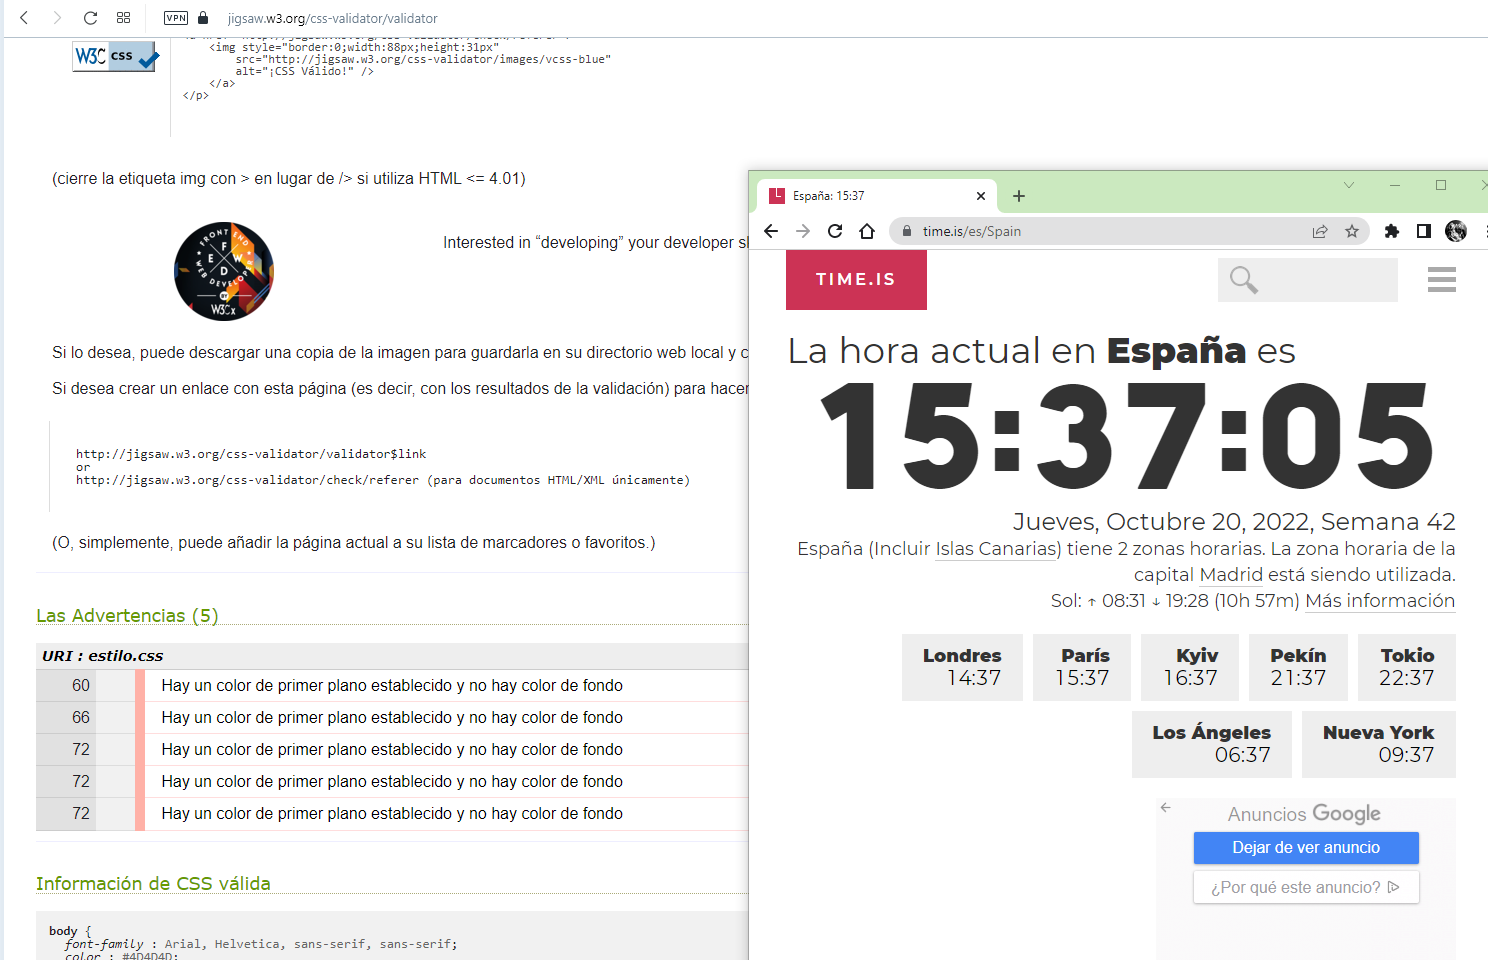 VPN jigsaw.w3.org/css-validator/validator
W3C css
<img style="border:0;width:88px;height:31px"
src="http://jigsaw.w3.org/css-validator/images/vcss-blue"
alt="¡CSS Válido!" />
</a>
</p>
(cierre la etiqueta img con > en lugar de /> si utiliza HTML <= 4.01)
FRONT END
F E W D
WEB DEVELOPER
BY
W3Cx
Interested in “developing” your developer sk
Si lo desea, puede descargar una copia de la imagen para guardarla en su directorio web local y c
Si desea crear un enlace con esta página (es decir, con los resultados de la validación) para hacer
http://jigsaw.w3.org/css-validator/validator$link
or
http://jigsaw.w3.org/css-validator/check/referer (para documentos HTML/XML únicamente)
(O, simplemente, puede añadir la página actual a su lista de marcadores o favoritos.)
Las Advertencias (5)
URI : estilo.css
60 Hay un color de primer plano establecido y no hay color de fondo
66 Hay un color de primer plano establecido y no hay color de fondo
72 Hay un color de primer plano establecido y no hay color de fondo
72 Hay un color de primer plano establecido y no hay color de fondo
72 Hay un color de primer plano establecido y no hay color de fondo
Información de CSS válida
body {
font-family : Arial, Helvetica, sans-serif, sans-serif;
color : #4D4D4D;
España: 15:37
time.is/es/Spain
TIME.IS
La hora actual en España es
15:37:05
Jueves, Octubre 20, 2022, Semana 42
España (Incluir Islas Canarias) tiene 2 zonas horarias. La zona horaria de la
capital Madrid está siendo utilizada.
Sol: ↑ 08:31 ↓ 19:28 (10h 57m) Más información
Londres París Kyiv Pekín Tokio
14:37 15:37 16:37 21:37 22:37
Los Ángeles Nueva York
06:37 09:37
Anuncios Google
Dejar de ver anuncio
¿Por qué este anuncio?